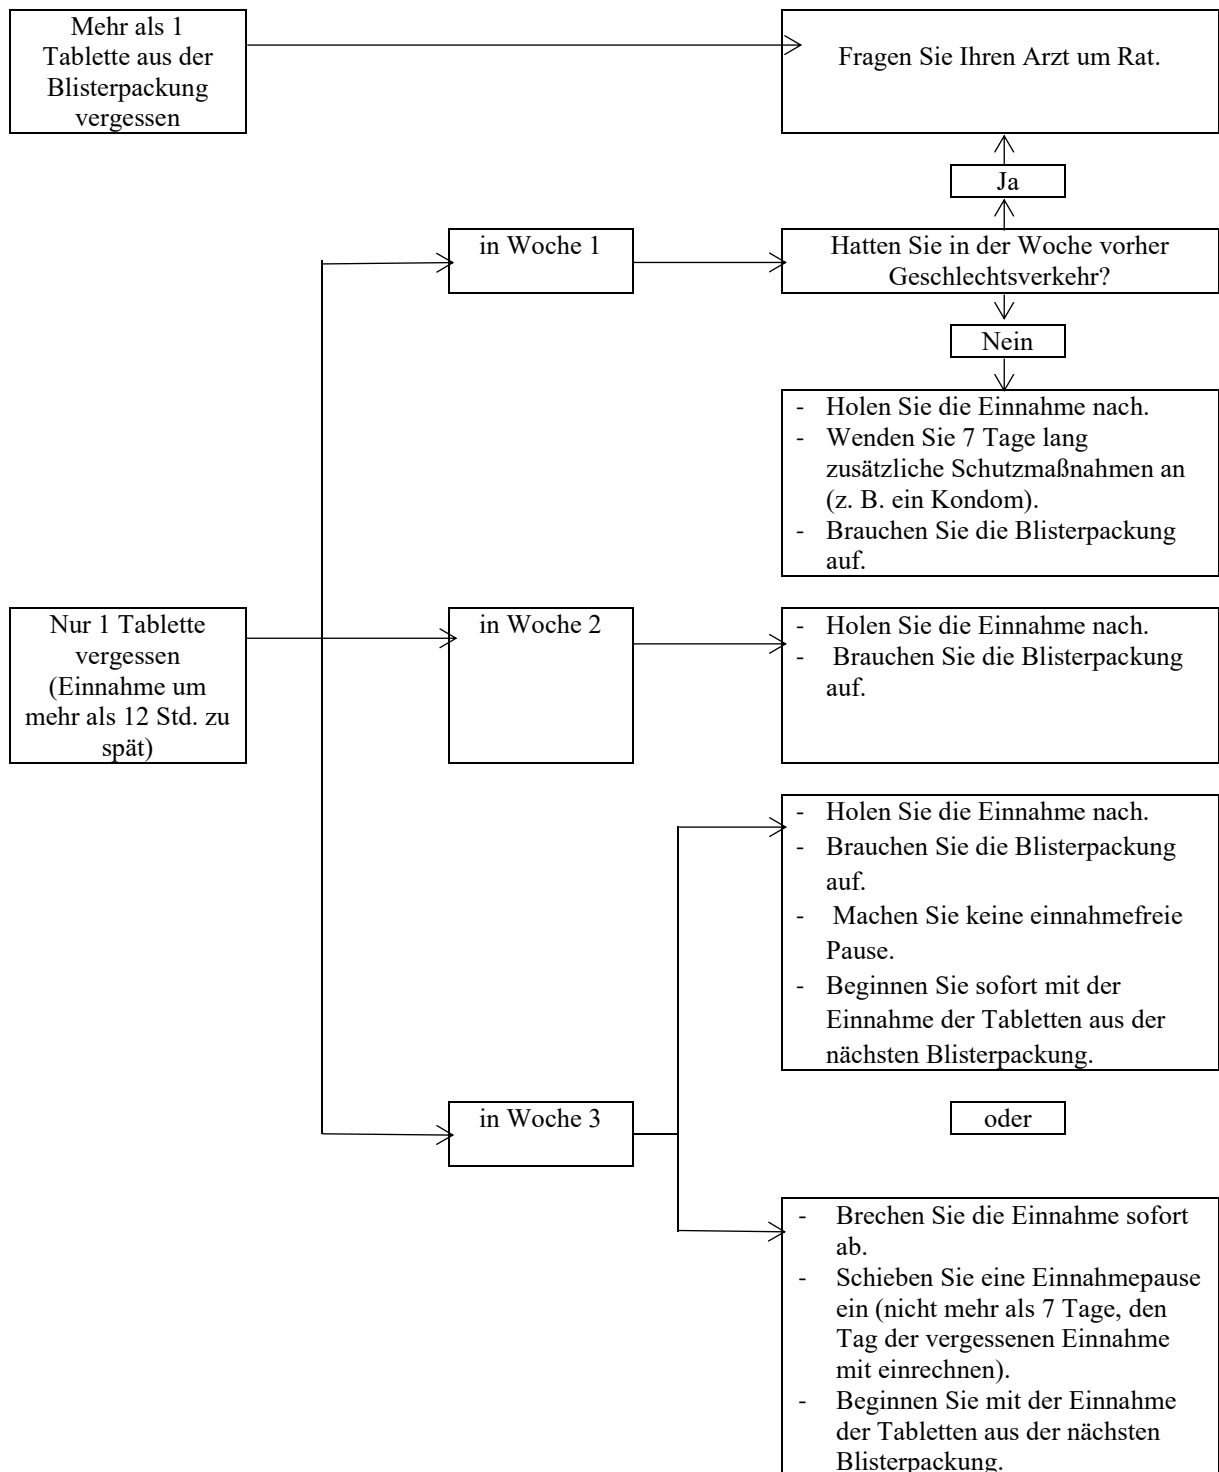 Mehr als 1
Tablette aus der
Blisterpackung
vergessen
Fragen Sie Ihren Arzt um Rat.
Ja
in Woche 1
Hatten Sie in der Woche vorher
Geschlechtsverkehr?
Nein
- Holen Sie die Einnahme nach.
- Wenden Sie 7 Tage lang
zusätzliche Schutzmaßnahmen an
(z. B. ein Kondom).
- Brauchen Sie die Blisterpackung
auf.
Nur 1 Tablette
vergessen
(Einnahme um
mehr als 12 Std. zu
spät)
in Woche 2
- Holen Sie die Einnahme nach.
- Brauchen Sie die Blisterpackung
auf.
- Holen Sie die Einnahme nach.
- Brauchen Sie die Blisterpackung
auf.
- Machen Sie keine einnahmefreie
Pause.
- Beginnen Sie sofort mit der
Einnahme der Tabletten aus der
nächsten Blisterpackung.
in Woche 3
oder
- Brechen Sie die Einnahme sofort
ab.
- Schieben Sie eine Einnahmepause
ein (nicht mehr als 7 Tage, den
Tag der vergessenen Einnahme
mit einrechnen).
- Beginnen Sie mit der Einnahme
der Tabletten aus der nächsten
Blisterpackung.